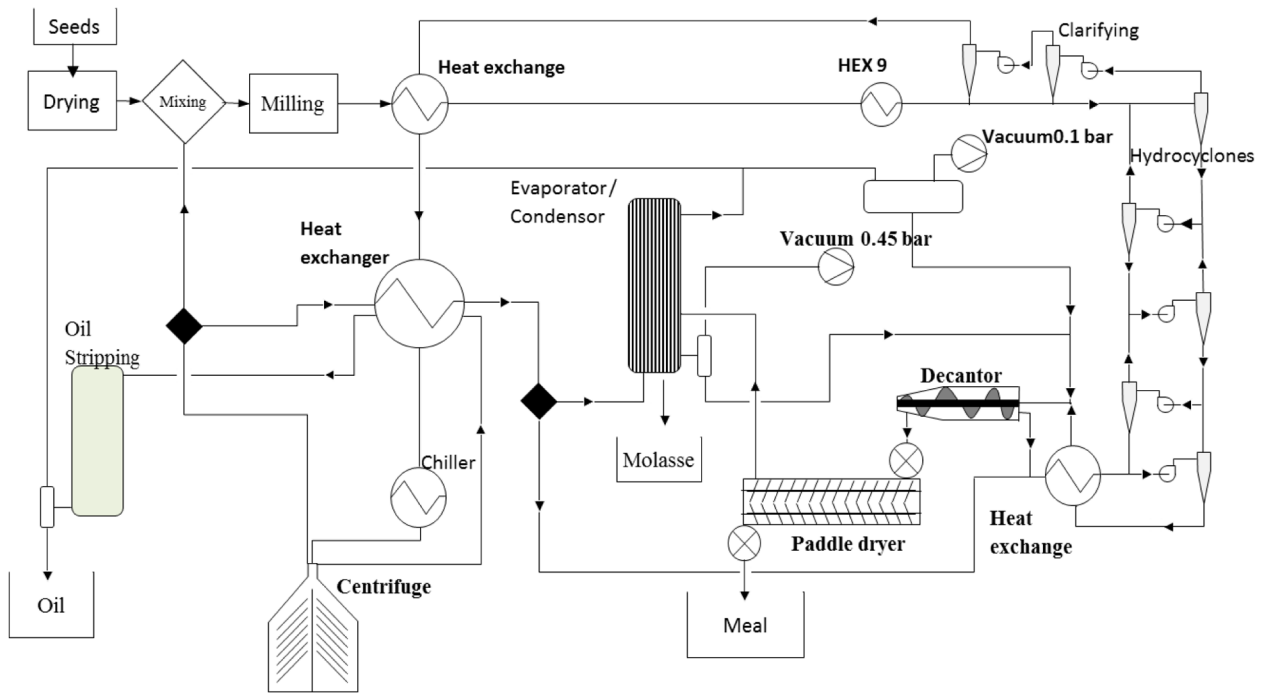 Seeds
Clarifying
Heat exchange
HEX 9
Drying
Mixing
Milling
Vacuum0.1 bar
Hydrocyclones
Evaporator/
Condensor
Heat
exchanger
Vacuum 0.45 bar
Oil
Stripping
Decantor
Chiller
Molasse
Heat
exchange
Paddle dryer
Centrifuge
Oil
Meal